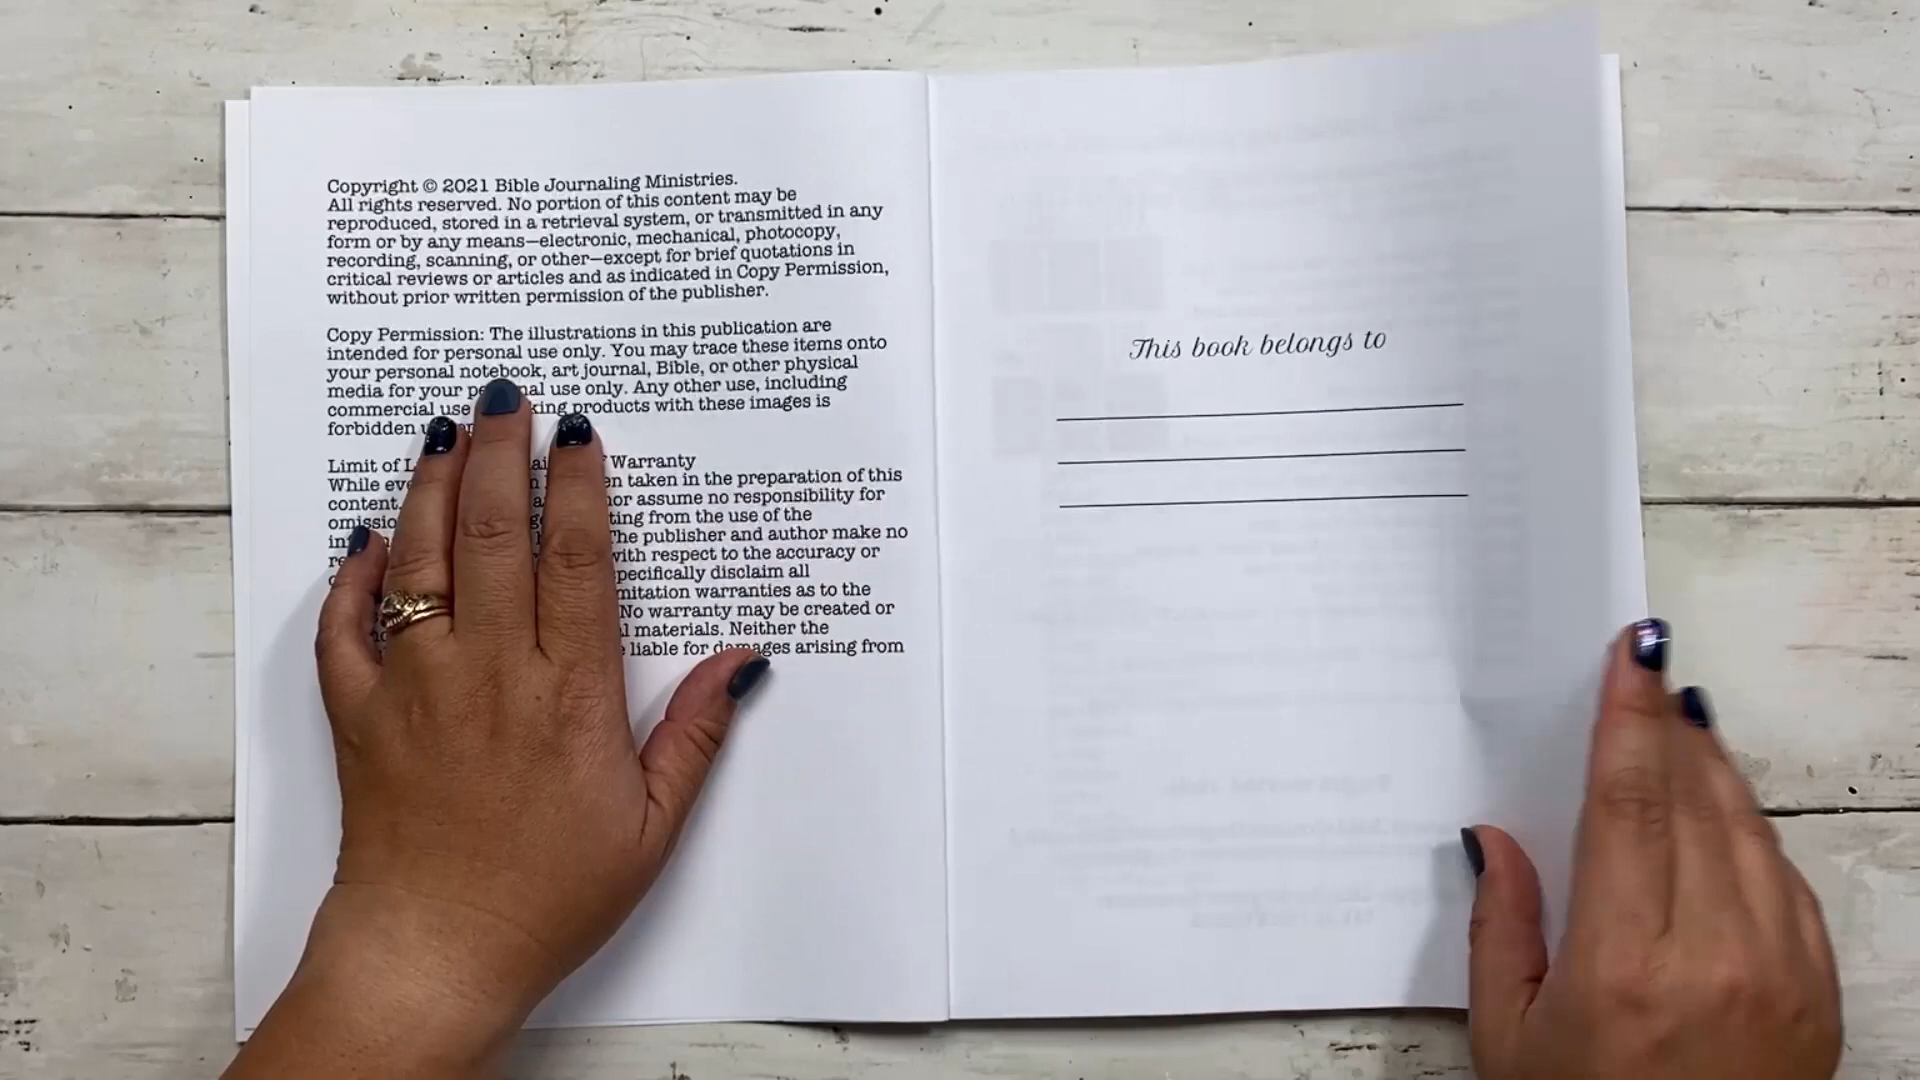 Copyright © 2021 Bible Journaling Ministries.
All rights reserved. No portion of this content may be
reproduced, stored in a retrieval system, or transmitted in any
form or by any means—electronic, mechanical, photocopy,
recording, scanning, or other—except for brief quotations in
critical reviews or articles and as indicated in Copy Permission,
without prior written permission of the publisher.
Copy Permission: The illustrations in this publication are
intended for personal use only. You may trace these items onto
your personal notebook, art journal, Bible, or other physical
media for your use only. Any other use, including
commercial use products with these images is
forbidden
Limit of Warranty
While taken in the preparation of this
content. assume no responsibility for
from the use of the
The publisher and author make no
with respect to the accuracy or
disclaim all
warranties as to the
No warranty may be created or
materials. Neither the
liable for damages arising from
This book belongs to